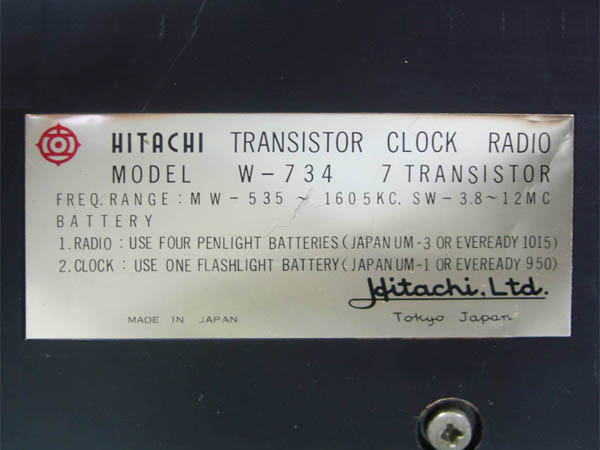 HITACHI TRANSISTOR CLOCK RADIO
MODEL W-734 7 TRANSISTOR
FREQ. RANGE : MW-535 ~ 1605KC. SW-3.8~12MC
BATTERY
1. RADIO : USE FOUR PENLIGHT BATTERIES (JAPAN UM-3 OR EVEREADY 1015)
2. CLOCK : USE ONE FLASHLIGHT BATTERY (JAPAN UM-1 OR EVEREADY 950)
Hitachi, Ltd.
MADE IN JAPAN Tokyo Japan